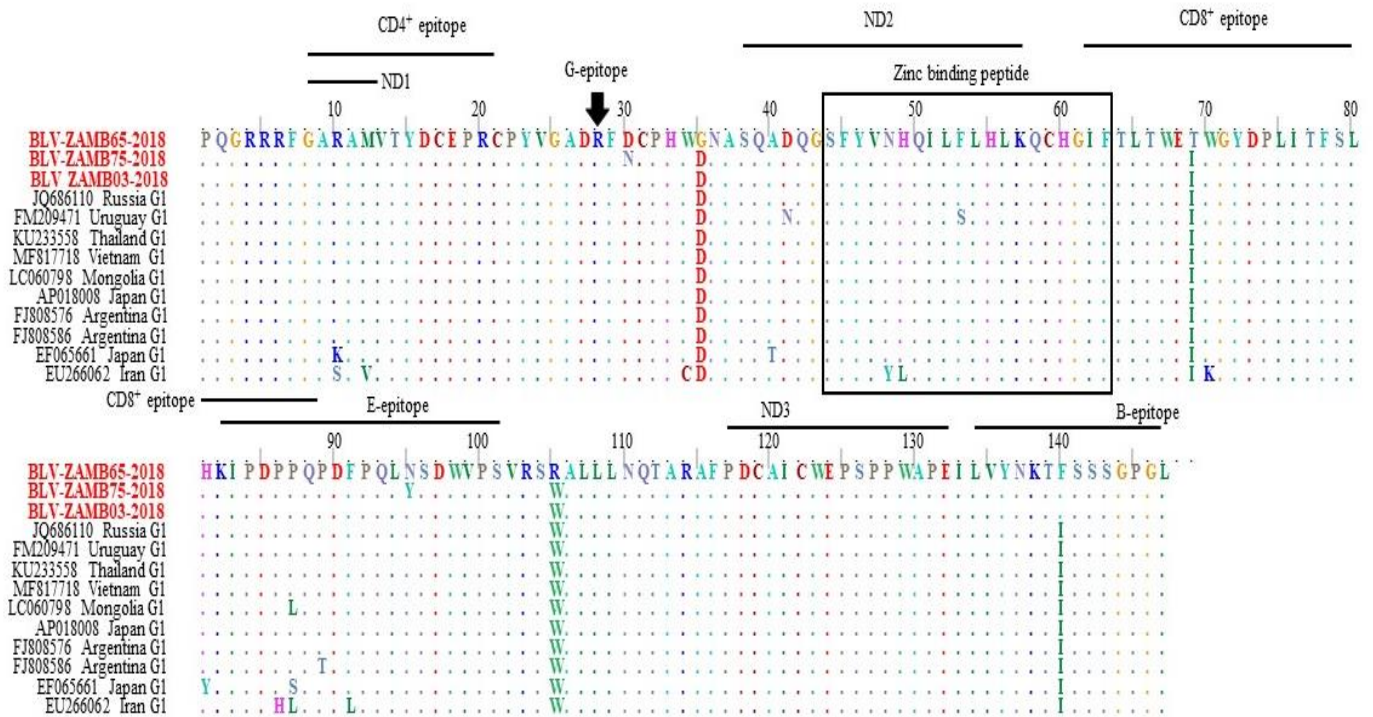 CD4+ epitope
ND2
CD8+ epitope
ND1
G-epitope
Zinc binding peptide
10 20 30 40 50 60 70 80
BLV-ZAMB65-2018 PQGRRRFGARAMVTYDCEPRCPYVGADRFDCPHWGNASQADQGSFYVNHQILFLHLKQCHGIFTLTWETWGYDPLITFSL
BLV-ZAMB75-2018 N D I
BLV ZAMB03-2018 D I
JQ686110 Russia G1 D I
FM209471 Uruguay G1 D N S I
KU233558 Thailand G1 D I
MF817718 Vietnam G1 D I
LC060798 Mongolia G1 D I
AP018008 Japan G1 D I
FJ808576 Argentina G1 D I
FJ808586 Argentina G1 D I
EF065661 Japan G1 K D T I
EU266062 Iran G1 S V C D Y L I K
CD8+ epitope
E-epitope
ND3
B-epitope
90 100 110 120 130 140
BLV-ZAMB65-2018 HKIPDPPQPDFPQLNSDWVPSVRSRALLLNQTARAFPDCAICWEPSPPWAPEILVYNKTFSSSGPGL
BLV-ZAMB75-2018 Y W
BLV-ZAMB03-2018 W
JQ686110 Russia G1 W I
FM209471 Uruguay G1 W I
KU233558 Thailand G1 W I
MF817718 Vietnam G1 W I
LC060798 Mongolia G1 L W I
AP018008 Japan G1 W I
FJ808576 Argentina G1 W I
FJ808586 Argentina G1 T W I
EF065661 Japan G1 Y S W I
EU266062 Iran G1 H L L W I